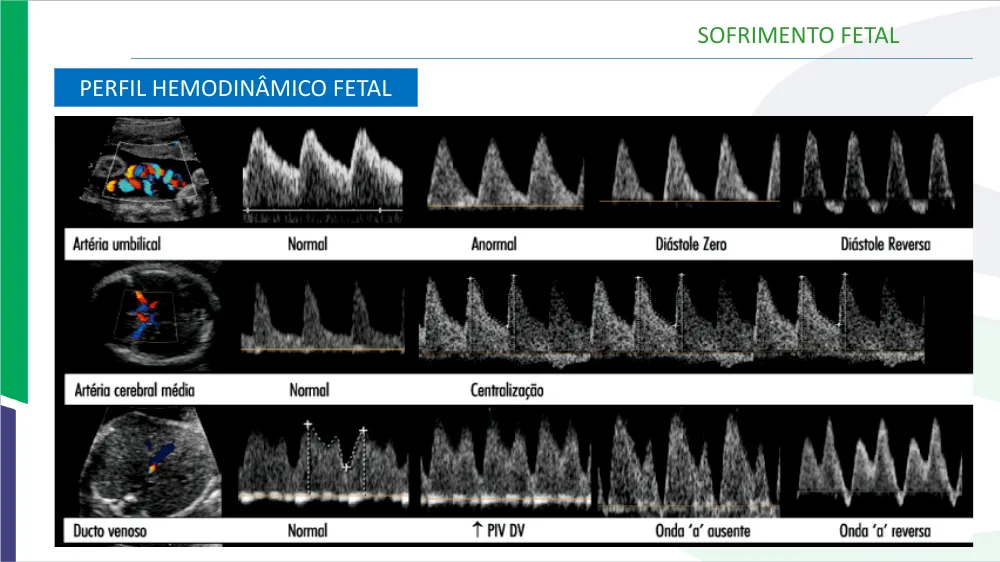 SOFRIMENTO FETAL
PERFIL HEMODINÂMICO FETAL
Artéria umbilical Normal Anormal Diástole Zero Diástole Reversa
Artéria cerebral média Normal Centralização
Ducto venoso Normal ↑ PIV DV Onda ‘a’ ausente Onda ‘a’ reversa